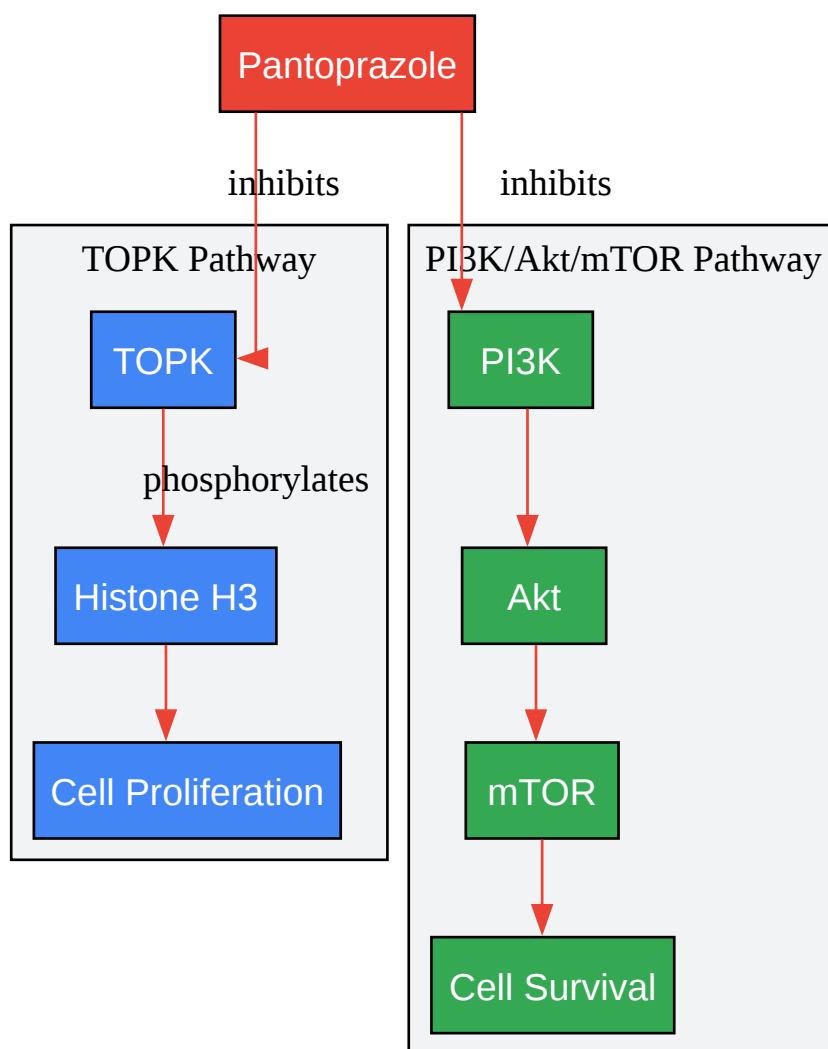 Pantoprazole
inhibits
inhibits
TOPK Pathway
PI3K/Akt/mTOR Pathway
TOPK
PI3K
phosphorylates
Histone H3
Akt
Cell Proliferation
mTOR
Cell Survival